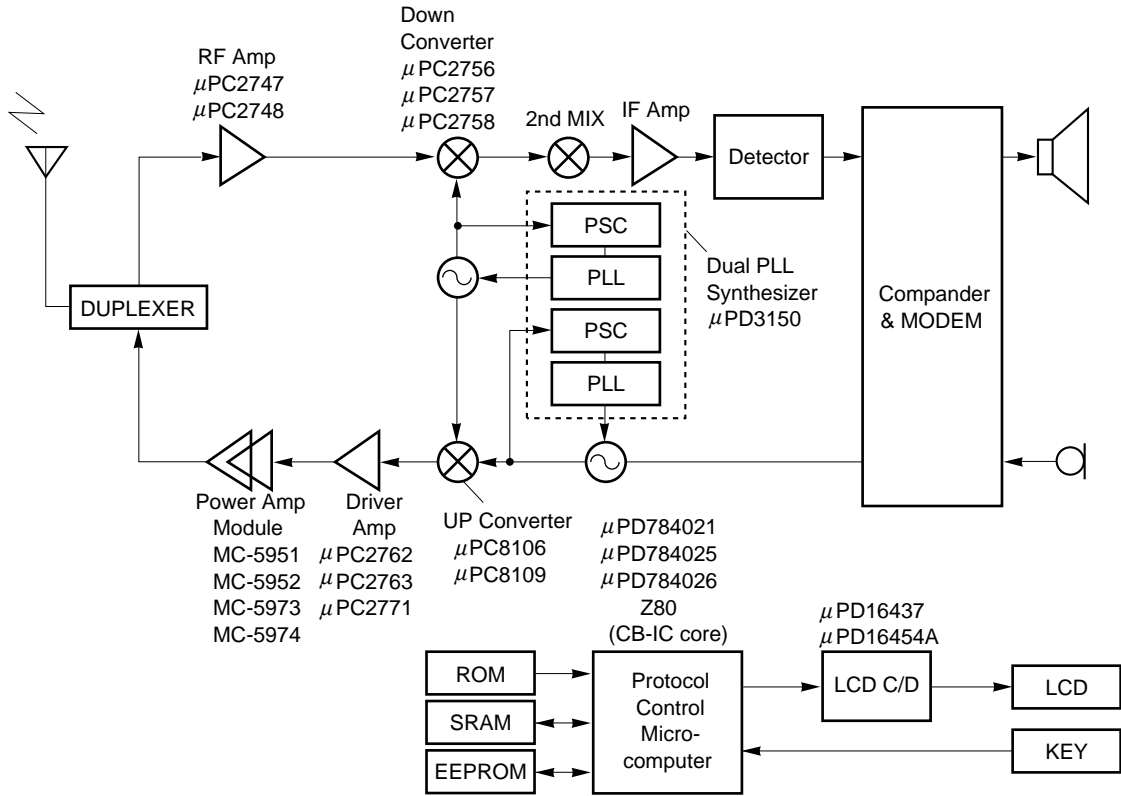 Down
Converter
μPC2756
μPC2757
μPC2758
RF Amp
μPC2747
μPC2748
2nd MIX
IF Amp
Detector
PSC
PLL
PSC
PLL
Dual PLL
Synthesizer
μPD3150
Compander
& MODEM
DUPLEXER
Power Amp
Module
MC-5951
MC-5952
MC-5973
MC-5974
Driver
Amp
μPC2762
μPC2763
μPC2771
UP Converter
μPC8106
μPC8109
μPD784021
μPD784025
μPD784026
Z80
(CB-IC core)
μPD16437
μPD16454A
ROM
SRAM
EEPROM
Protocol
Control
Micro-
computer
LCD C/D
LCD
KEY